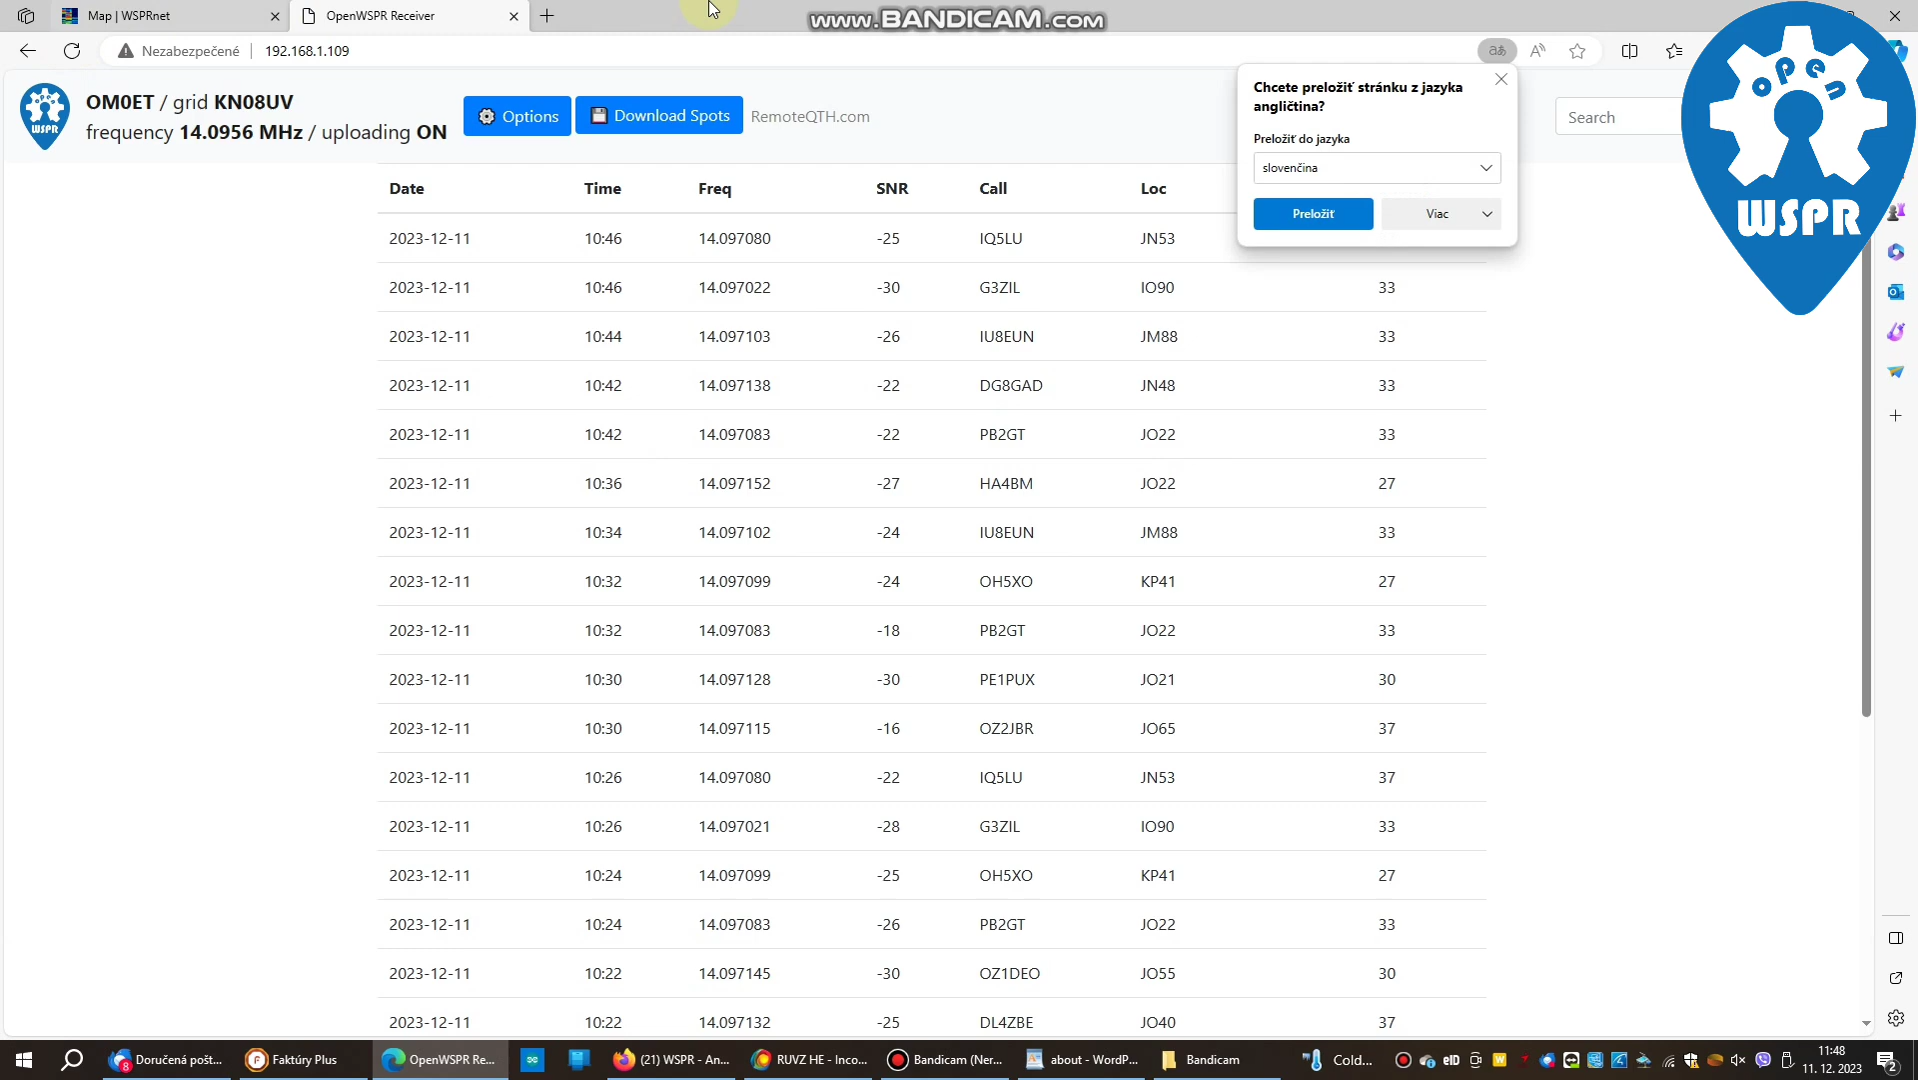 Map | WSPRnet
OpenWSPR Receiver
www.BANDICAM.com
Nezabezpečené
192.168.1.109
OM0ET / grid KN08UV
frequency 14.0956 MHz / uploading ON
Options
Download Spots
RemoteQTH.com
Search
Chcete preložiť stránku z jazyka
angličtina?
Preložiť do jazyka
slovenčina
Preložiť
Viac
open
WSPR
WSPR
Date Time Freq SNR Call Loc
2023-12-11 10:46 14.097080 -25 IQ5LU JN53
2023-12-11 10:46 14.097022 -30 G3ZIL IO90 33
2023-12-11 10:44 14.097103 -26 IU8EUN JM88 33
2023-12-11 10:42 14.097138 -22 DG8GAD JN48 33
2023-12-11 10:42 14.097083 -22 PB2GT JO22 33
2023-12-11 10:36 14.097152 -27 HA4BM JO22 27
2023-12-11 10:34 14.097102 -24 IU8EUN JM88 33
2023-12-11 10:32 14.097099 -24 OH5XO KP41 27
2023-12-11 10:32 14.097083 -18 PB2GT JO22 33
2023-12-11 10:30 14.097128 -30 PE1PUX JO21 30
2023-12-11 10:30 14.097115 -16 OZ2JBR JO65 37
2023-12-11 10:26 14.097080 -22 IQ5LU JN53 37
2023-12-11 10:26 14.097021 -28 G3ZIL IO90 33
2023-12-11 10:24 14.097099 -25 OH5XO KP41 27
2023-12-11 10:24 14.097083 -26 PB2GT JO22 33
2023-12-11 10:22 14.097145 -30 OZ1DEO JO55 30
2023-12-11 10:22 14.097132 -25 DL4ZBE JO40 37
8 Doručená pošt...
Faktúry Plus
OpenWSPR Re...
(21) WSPR - An...
RUVZ HE - Inco...
Bandicam (Ner...
about - WordP...
Bandicam
Cold...
eID
11:48
11. 12. 2023
2